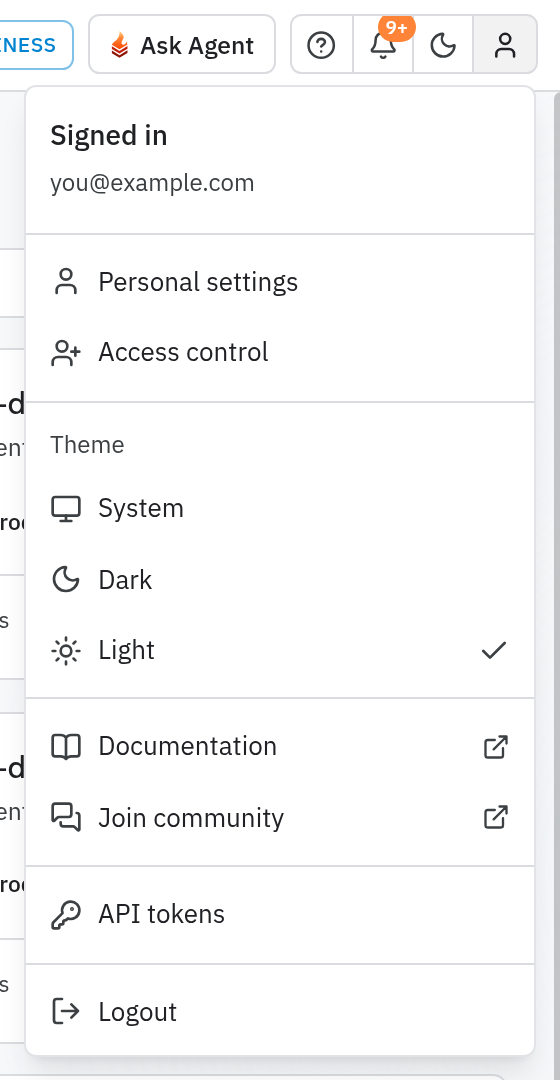 Ask Agent
9+
Signed in
you@example.com
Personal settings
Access control
Theme
System
Dark
Light
Documentation
Join community
API tokens
Logout